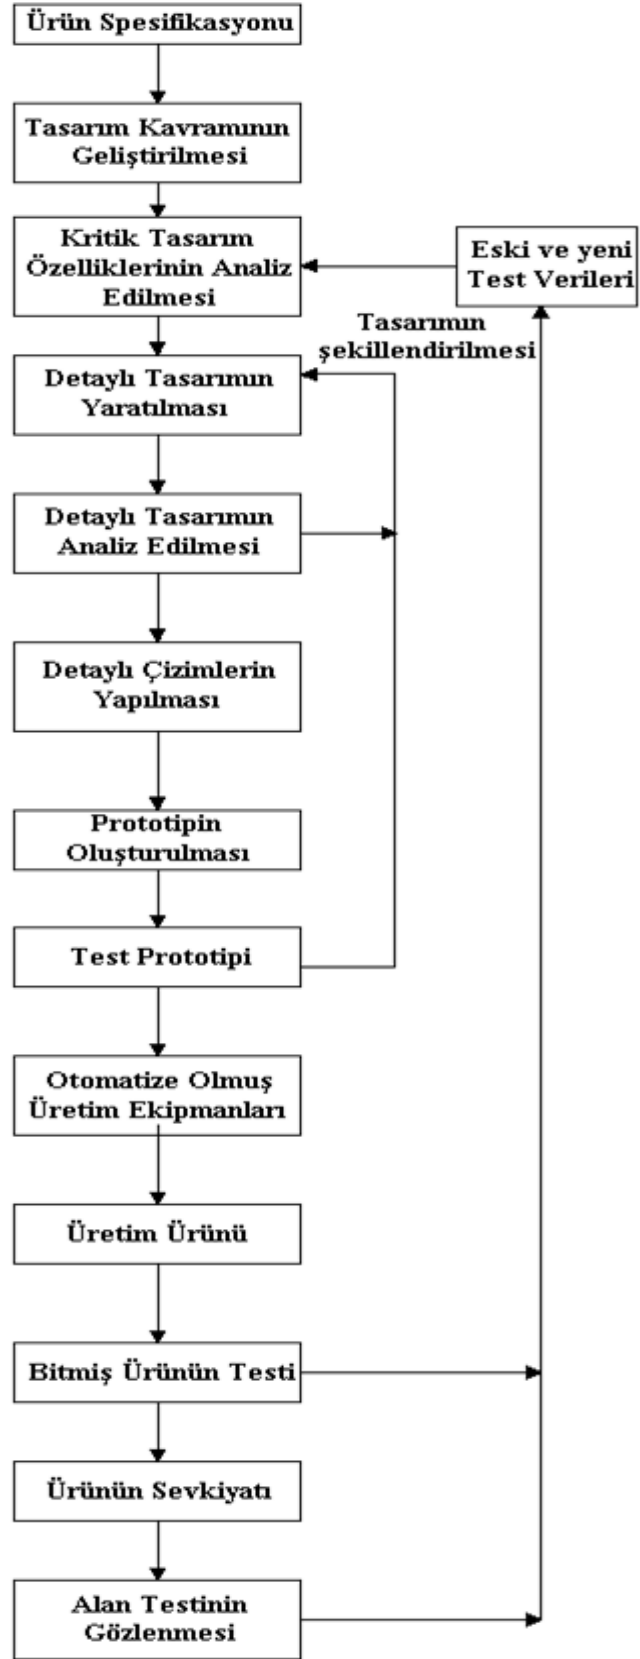 Ürün Spesifikasyonu
Tasarım Kavramının
Geliştirilmesi
Kritik Tasarım
Özelliklerinin Analiz
Edilmesi
Eski ve yeni
Test Verileri
Tasarımın
şekillendirilmesi
Detaylı Tasarımın
Yaratılması
Detaylı Tasarımın
Analiz Edilmesi
Detaylı Çizimlerin
Yapılması
Prototipin
Oluşturulması
Test Prototipi
Otomatize Olmuş
Üretim Ekipmanları
Üretim Ürünü
Bitmiş Ürünün Testi
Ürünün Sevkiyatı
Alan Testinin
Gözlenmesi